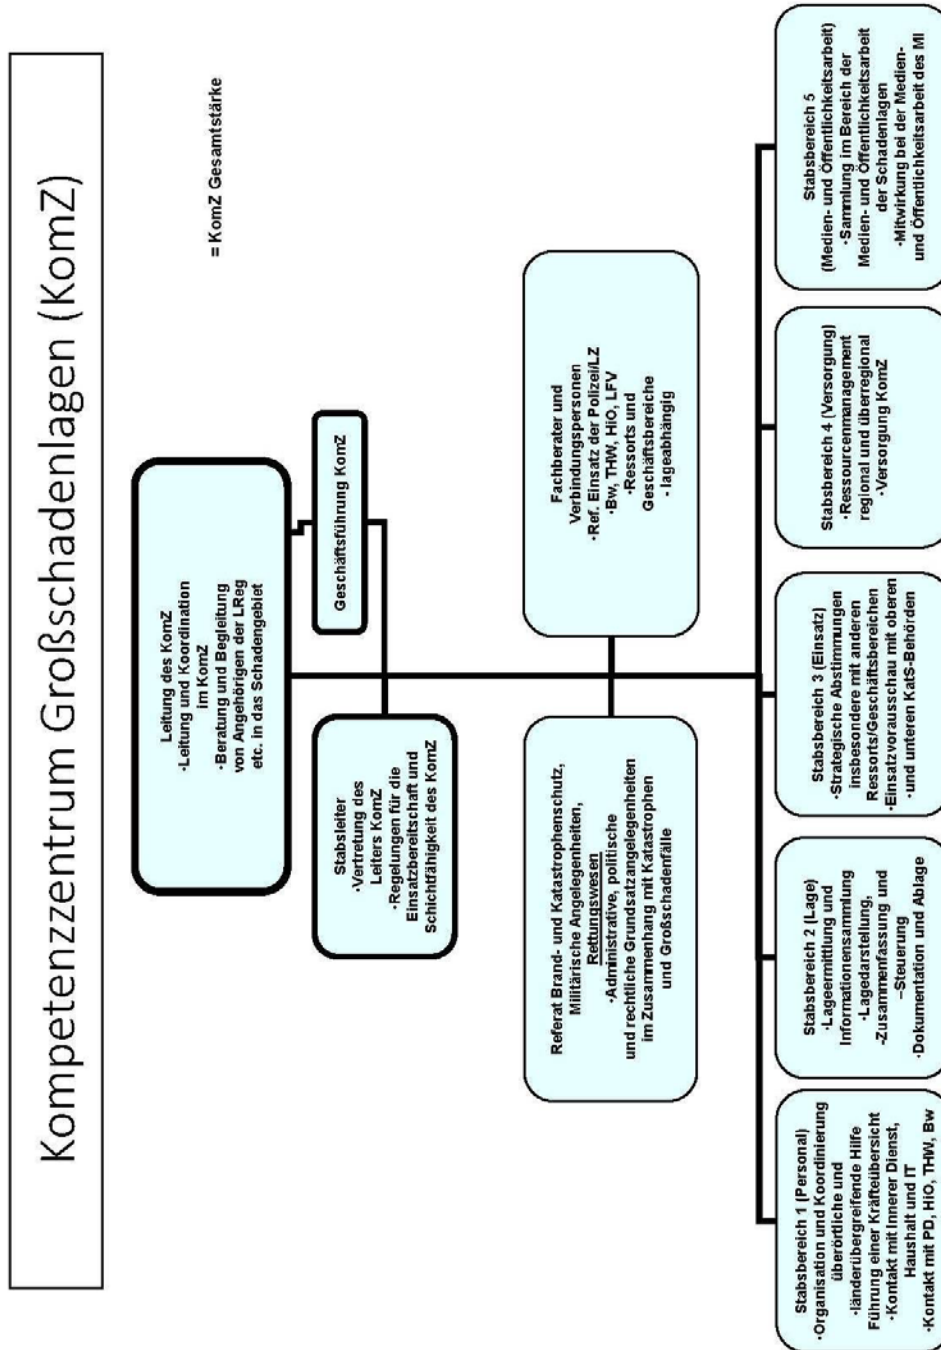 Kompetenzzentrum Großschadenlagen (KomZ)
= KomZ Gesamtstärke
Leitung des KomZ
·Leitung und Koordination
im KomZ
·Beratung und Begleitung
von Angehörigen der LReg
etc. in das Schadengebiet
Geschäftsführung KomZ
Stabsleiter
·Vertretung des
Leiters KomZ
·Regelungen für die
Einsatzbereitschaft und
Schichtfähigkeit des KomZ
Referat Brand- und Katastrophenschutz,
Militärische Angelegenheiten,
Rettungswesen
·Administrative, politische
und rechtliche Grundsatzangelegenheiten
im Zusammenhang mit Katastrophen
und Großschadenfälle
Fachberater und
Verbindungspersonen
·Ref. Einsatz der Polizei/LZ
·Bw, THW, HiO, LFV
·Ressorts und
Geschäftsbereiche
- lageabhängig
Stabsbereich 1 (Personal)
·Organisation und Koordinierung
überörtliche und
·länderübergreifende Hilfe
Führung einer Kräfteübersicht
·Kontakt mit Innerer Dienst,
Haushalt und IT
·Kontakt mit PD, HiO, THW, Bw
Stabsbereich 2 (Lage)
·Lageermittlung und
Informationensammlung
·Lagedarstellung,
-Zusammenfassung und
–Steuerung
·Dokumentation und Ablage
Stabsbereich 3 (Einsatz)
·Strategische Abstimmungen
insbesondere mit anderen
Ressorts/Geschäftsbereichen
·Einsatzvorausschau mit oberen
·und unteren KatS-Behörden
Stabsbereich 4 (Versorgung)
·Ressourcenmanagement
regional und überregional
·Versorgung KomZ
Stabsbereich 5
(Medien- und Öffentlichkeitsarbeit)
·Sammlung im Bereich der
Medien- und Öffentlichkeitsarbeit
der Schadenlagen
·Mitwirkung bei der Medien-
und Öffentlichkeitsarbeit des MI